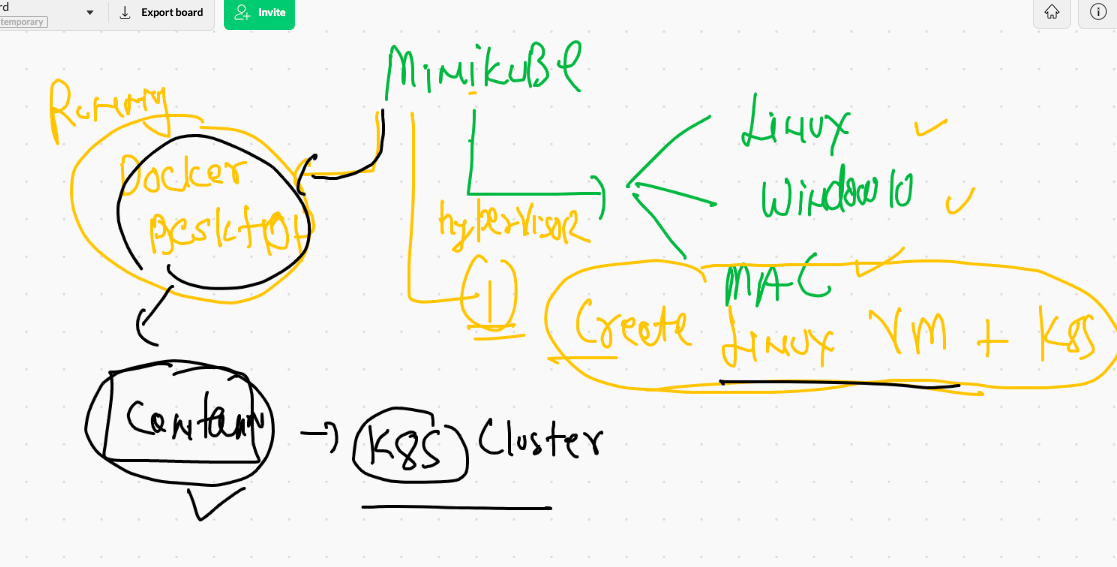 rd
temporary
Export board
Invite
MiniKuBe
Running
Docker
Desktop
Linux
Window10
MAC
hypervisor
1
Create Linux VM + K8S
Contain
K8S Cluster